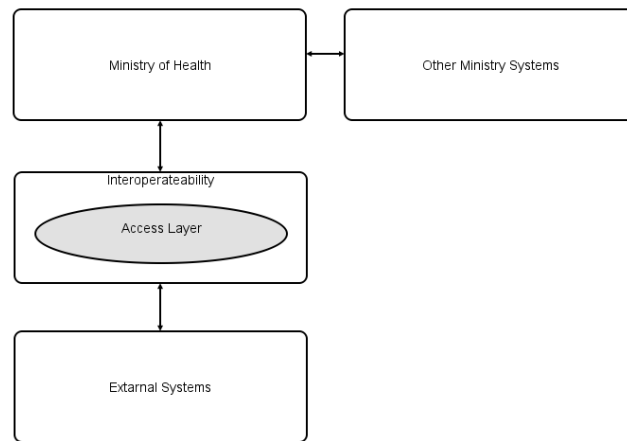 Ministry of Health
Other Ministry Systems
Interoperateability
Access Layer
Extarnal Systems